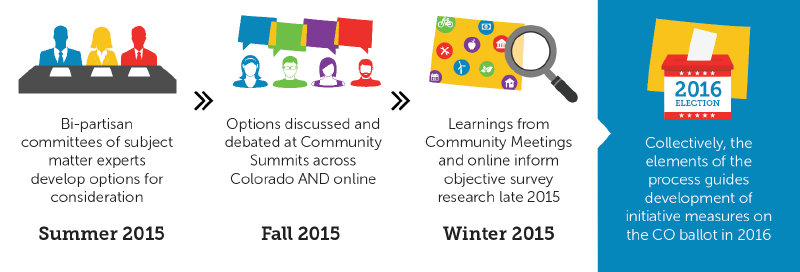 Bi-partisan
committees of subject
matter experts
develop options for
consideration
Summer 2015
Options discussed and
debated at Community
Summits across
Colorado AND online
Fall 2015
Learnings from
Community Meetings
and online inform
objective survey
research late 2015
Winter 2015
2016
ELECTION
Collectively, the
elements of the
process guides
development of
initiative measures on
the CO ballot in 2016